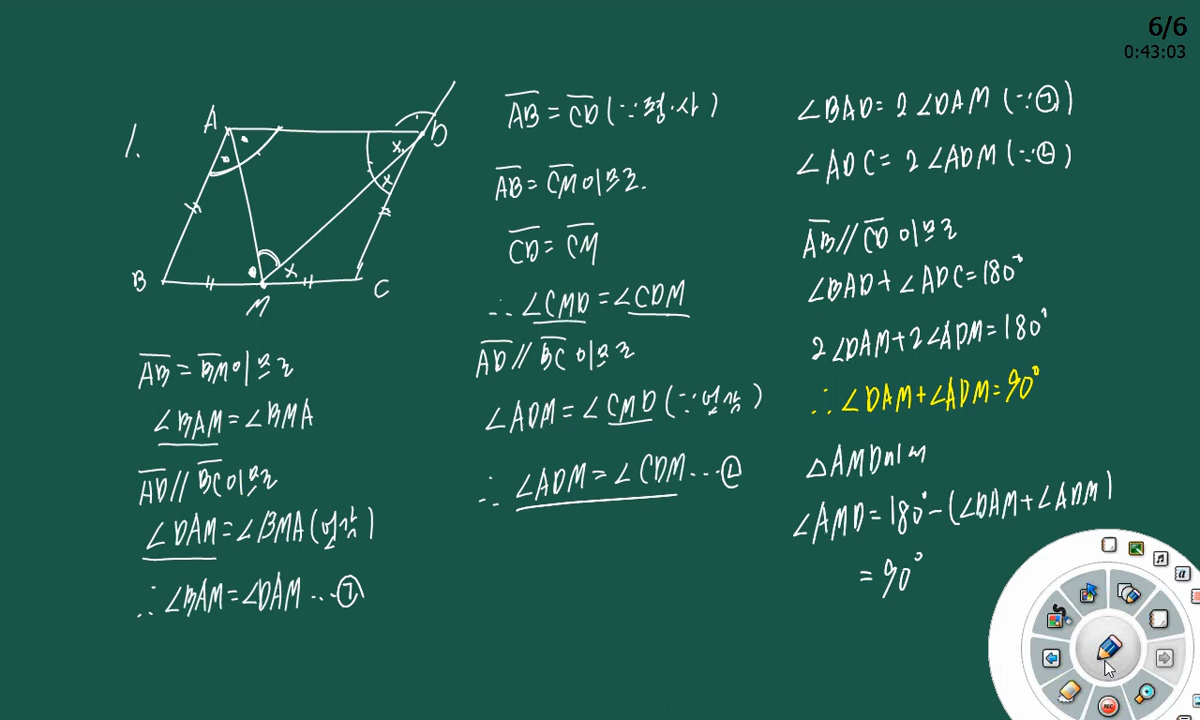 6/6
0:43:03
1.
A
D
B
M
C
AB = BM이므로
∠BAM = ∠BMA
AD // BC이므로
∠DAM = ∠BMA (엇각)
∴ ∠BAM = ∠DAM ... ㉠
AB = CD (∵ 평·사)
AB = CM이므로.
CD = CM
∴ ∠CMD = ∠CDM
AD // BC이므로
∠ADM = ∠CMD (∵ 엇각)
∴ ∠ADM = ∠CDM ... ㉡
∠BAD = 2∠DAM (∵ ㉠)
∠ADC = 2∠ADM (∵ ㉡)
AB // CD이므로
∠BAD + ∠ADC = 180°
2∠DAM + 2∠ADM = 180°
∴ ∠DAM + ∠ADM = 90°
△AMD에서
∠AMD = 180° - (∠DAM + ∠ADM)
= 90°